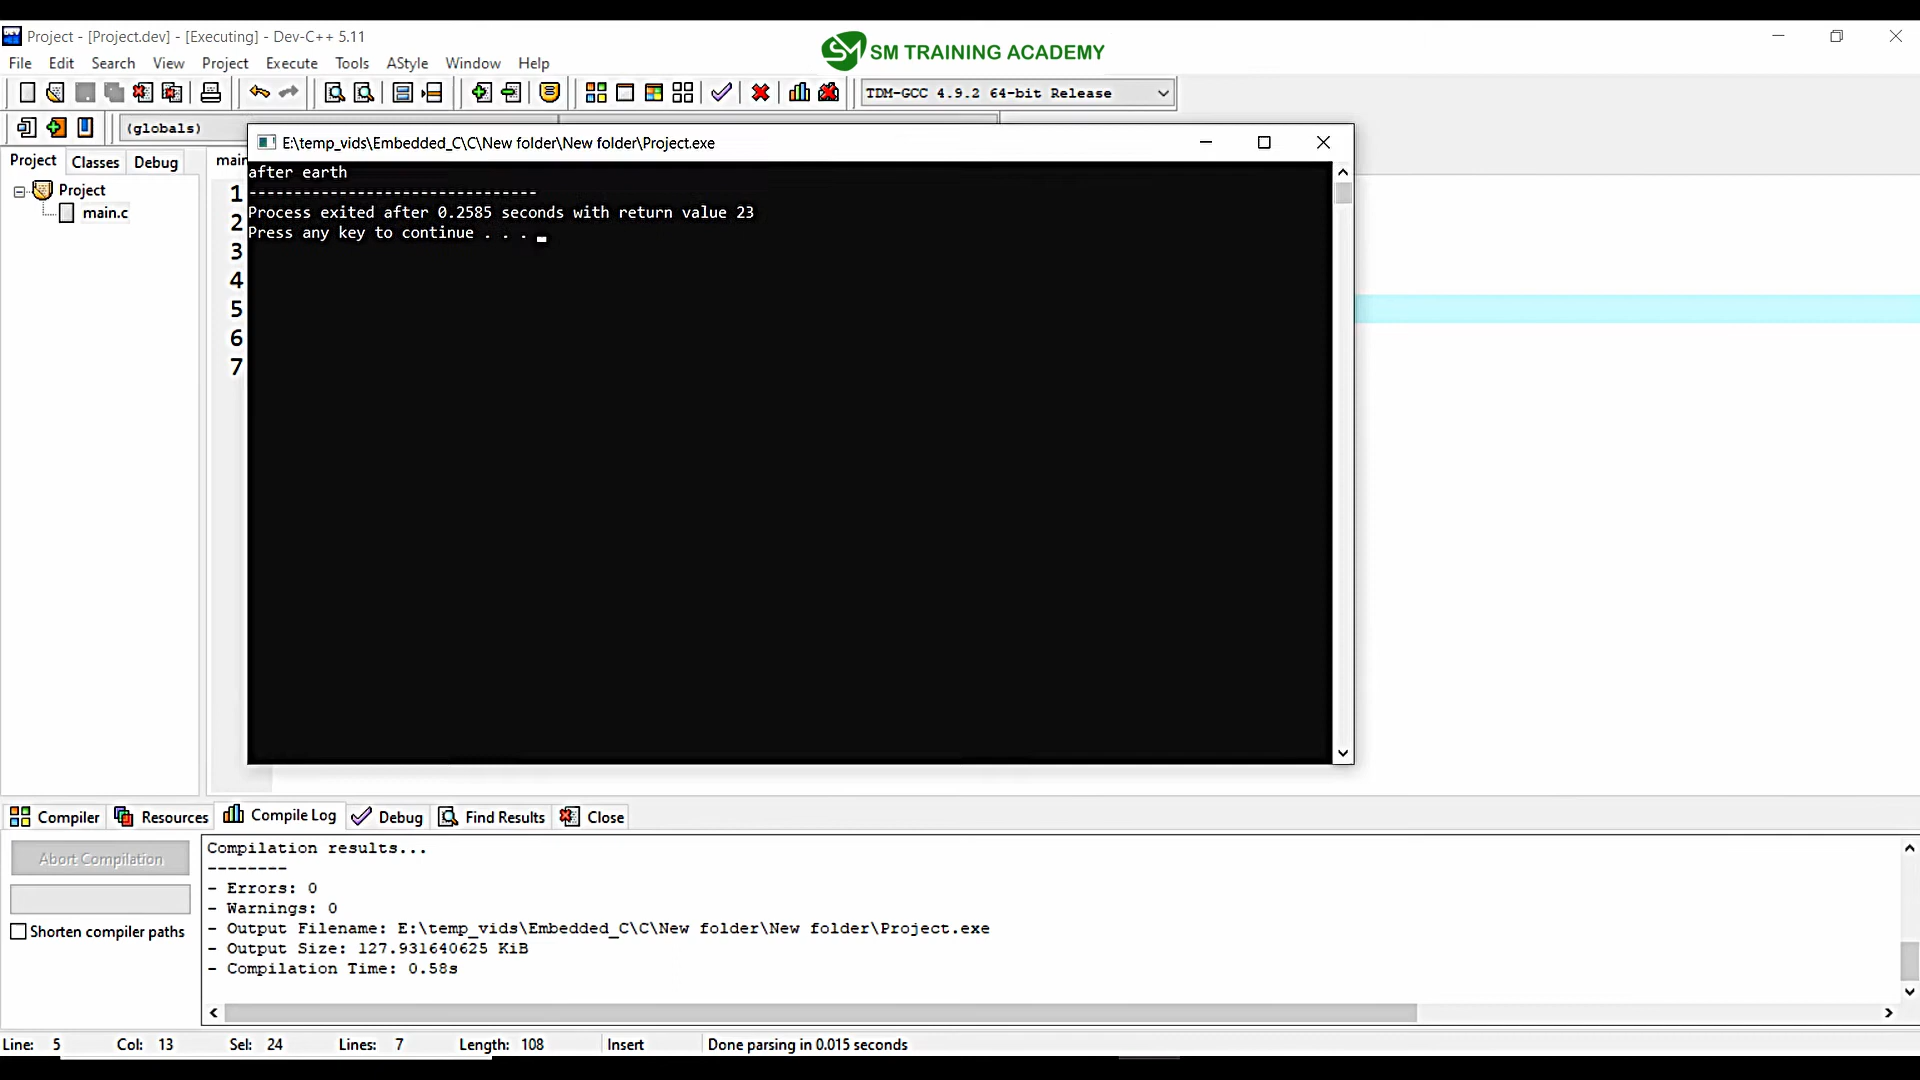 Project - [Project.dev] - [Executing] - Dev-C++ 5.11
SM TRAINING ACADEMY
File Edit Search View Project Execute Tools AStyle Window Help
TDM-GCC 4.9.2 64-bit Release
(globals)
E:\temp_vids\Embedded_C\C\New folder\New folder\Project.exe
Project Classes Debug
main
Project
main.c
1
2
3
4
5
6
7
after earth
--------------------------------
Process exited after 0.2585 seconds with return value 23
Press any key to continue . . .
Compiler Resources Compile Log Debug Find Results Close
Abort Compilation
Shorten compiler paths
Compilation results...
--------
- Errors: 0
- Warnings: 0
- Output Filename: E:\temp_vids\Embedded_C\C\New folder\New folder\Project.exe
- Output Size: 127.931640625 KiB
- Compilation Time: 0.58s
Line: 5 Col: 13 Sel: 24 Lines: 7 Length: 108 Insert Done parsing in 0.015 seconds